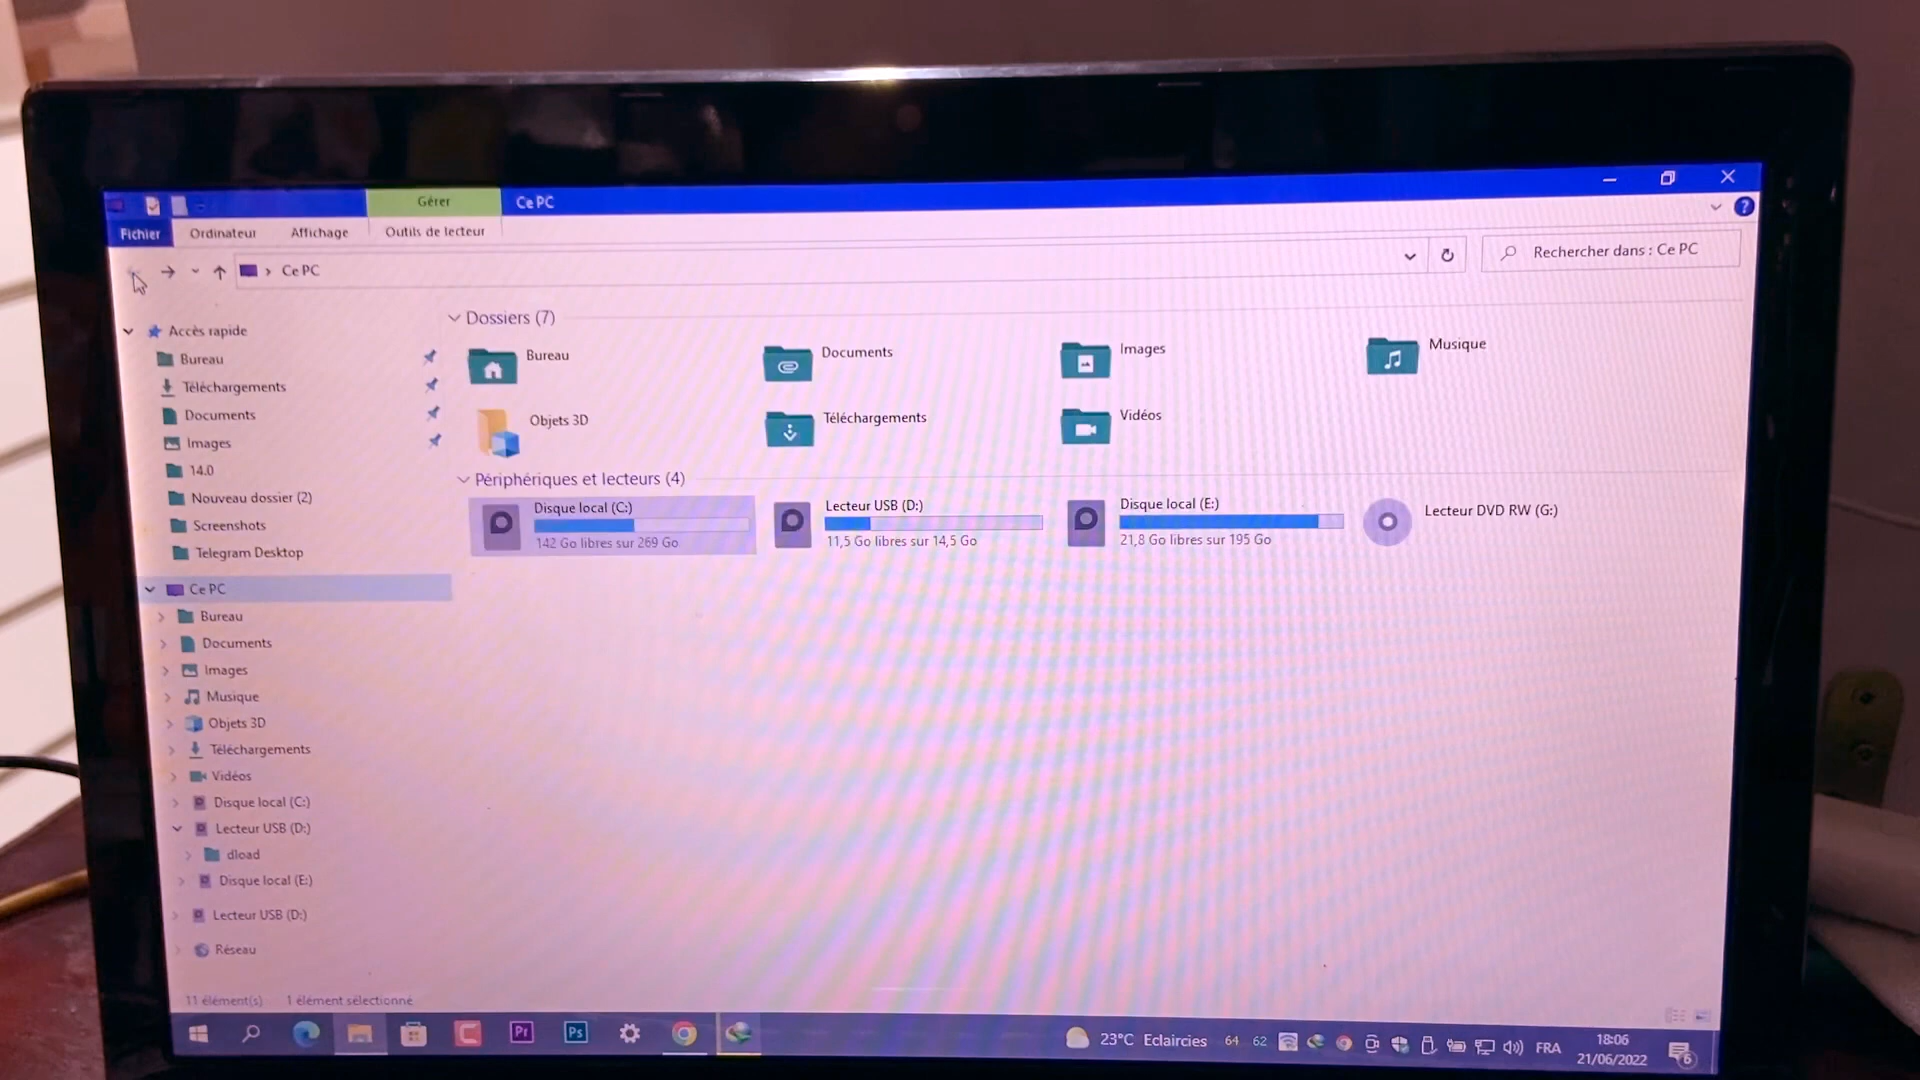 Gérer
Ce PC
Fichier
Ordinateur
Affichage
Outils de lecteur
?
Ce PC
Rechercher dans : Ce PC
Accès rapide
Bureau
Téléchargements
Documents
Images
14.0
Nouveau dossier (2)
Screenshots
Telegram Desktop
Ce PC
Bureau
Documents
Images
Musique
Objets 3D
Téléchargements
Vidéos
Disque local (C:)
Lecteur USB (D:)
dload
Disque local (E:)
Lecteur USB (D:)
Réseau
Dossiers (7)
Bureau
Documents
Images
Musique
Objets 3D
Téléchargements
Vidéos
Périphériques et lecteurs (4)
Disque local (C:)
142 Go libres sur 269 Go
Lecteur USB (D:)
11,5 Go libres sur 14,5 Go
Disque local (E:)
21,8 Go libres sur 195 Go
Lecteur DVD RW (G:)
11 élément(s)
1 élément sélectionné
Pr
Ps
23°C Eclaircies
64
62
FRA
18:06
21/06/2022
6